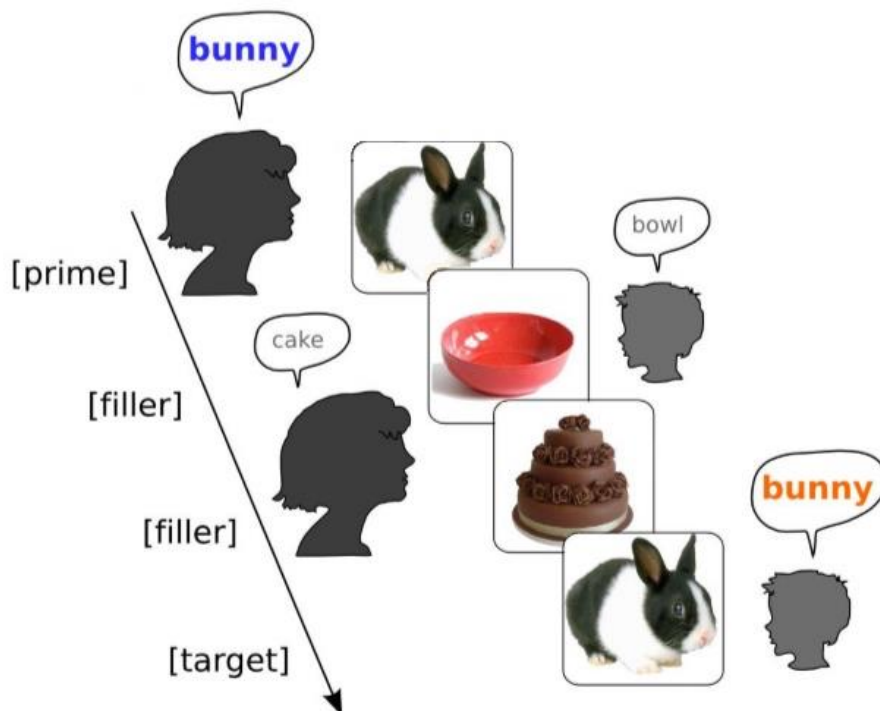 bunny
[prime]
bowl
cake
[filler]
bunny
[filler]
[target]